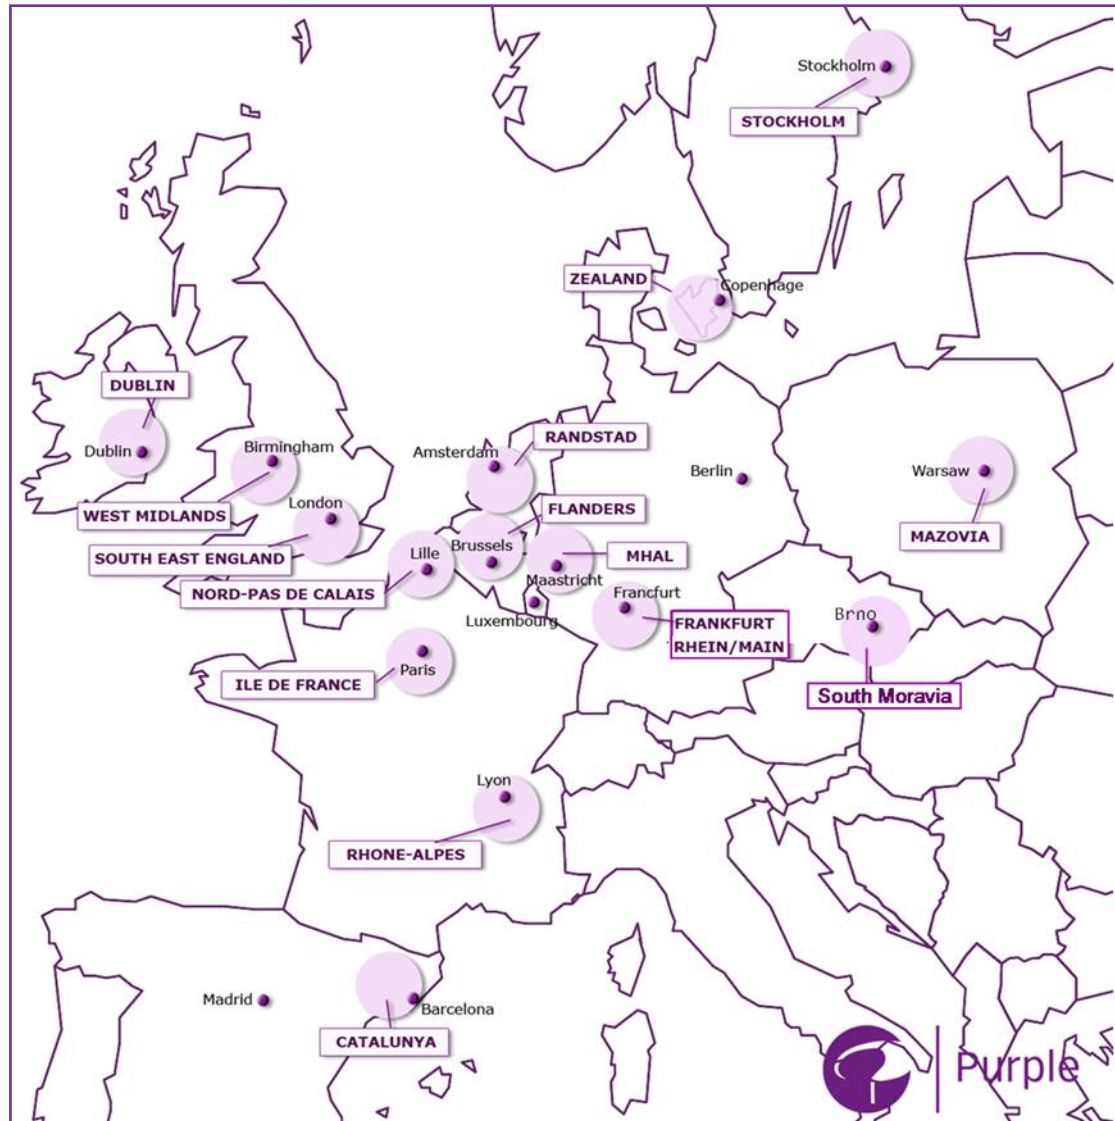 Stockholm
STOCKHOLM
ZEALAND
Copenhage
DUBLIN
Dublin
Birmingham
WEST MIDLANDS
London
SOUTH EAST ENGLAND
Amsterdam
RANDSTAD
Berlin
Warsaw
MAZOVIA
FLANDERS
Brussels
MHAL
Maastricht
Lille
NORD-PAS DE CALAIS
Luxembourg
Francfurt
FRANKFURT
RHEIN/MAIN
Brno
South Moravia
Paris
ILE DE FRANCE
Lyon
RHONE-ALPES
Madrid
Barcelona
CATALUNYA
Purple